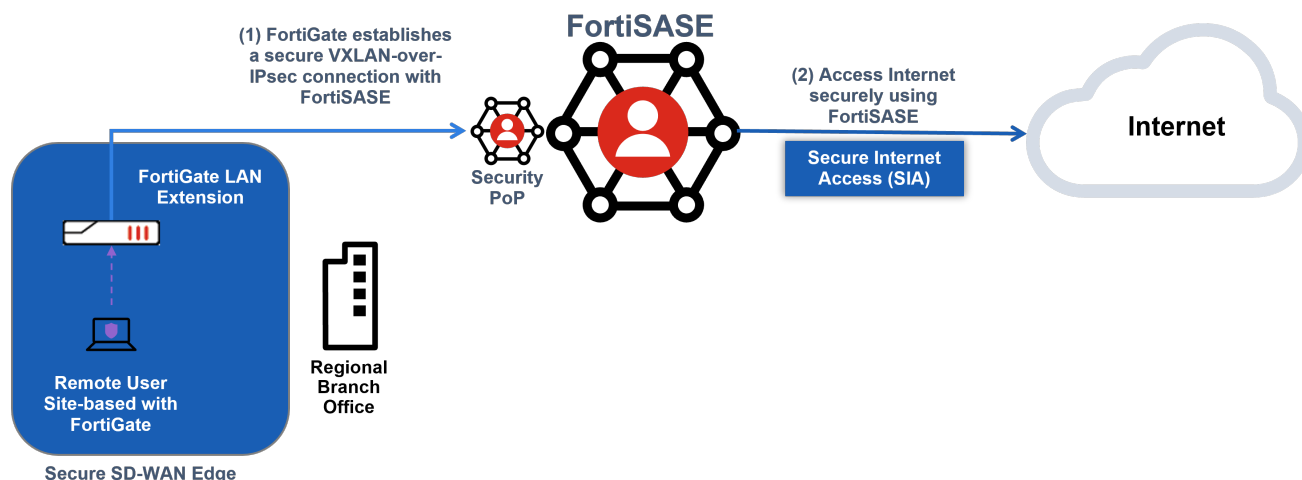 FortiSASE
(1) FortiGate establishes
a secure VXLAN-over-
IPsec connection with
FortiSASE
(2) Access Internet
securely using
FortiSASE
Internet
Secure Internet
Access (SIA)
Security
PoP
FortiGate LAN
Extension
Remote User
Site-based with
FortiGate
Regional
Branch
Office
Secure SD-WAN Edge